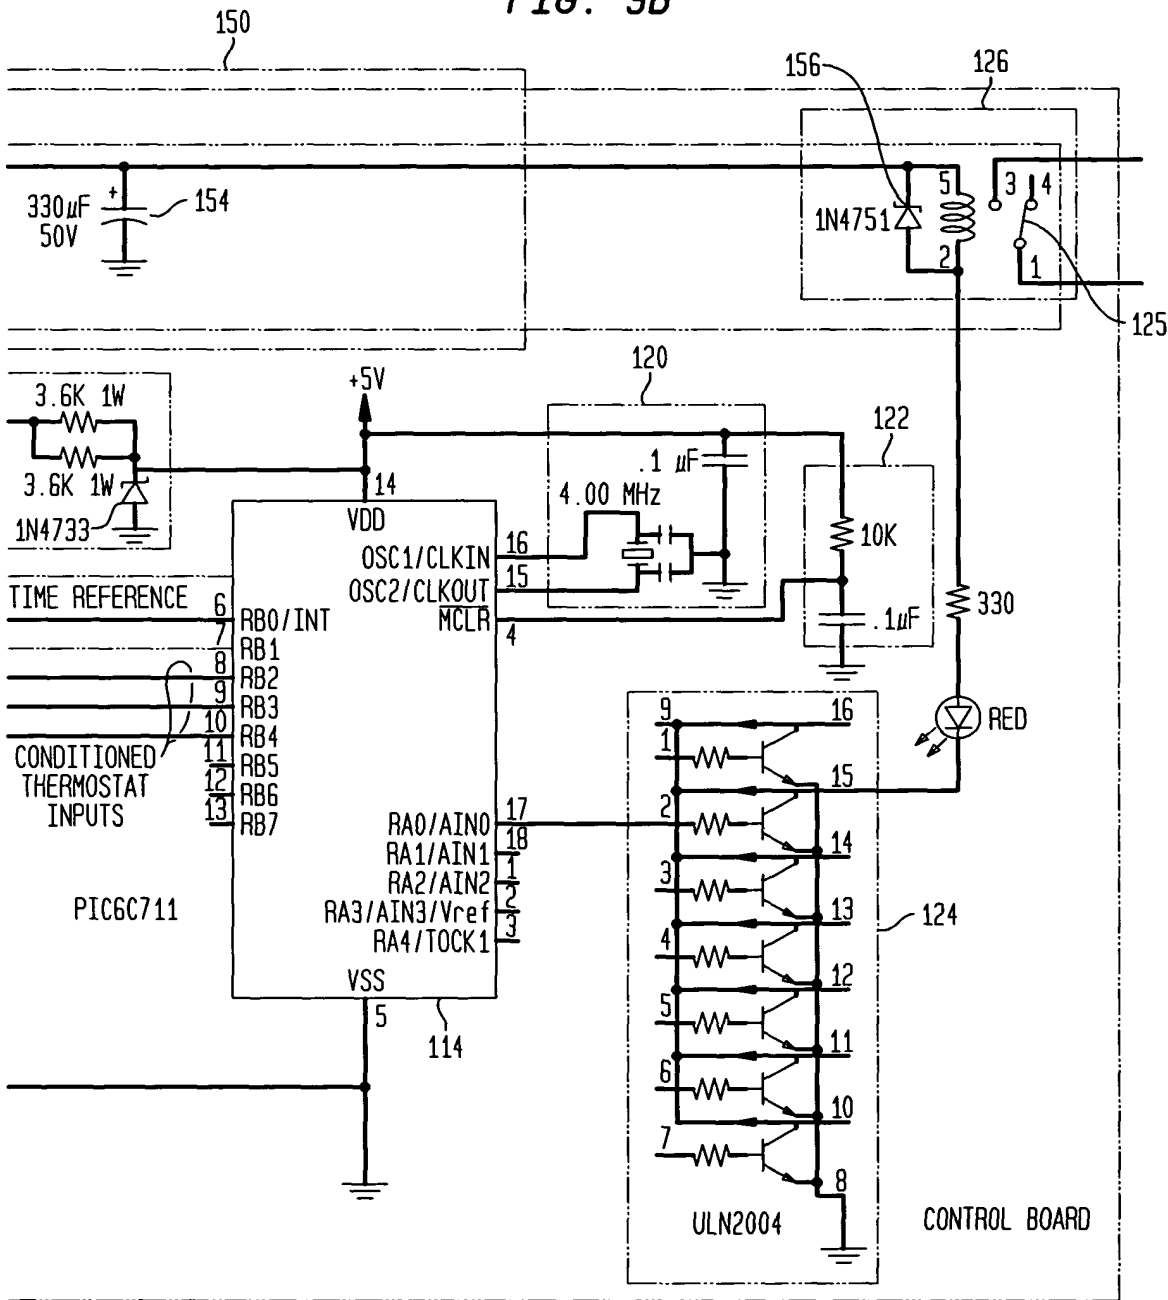 FIG. 9b
150
156
126
330µF
50V
+
154
1N4751
5
2
3
4
1
125
3.6K 1W
3.6K 1W
1N4733
+5V
120
122
.1 µF
4.00 MHz
10K
.1µF
330
RED
14
VDD
OSC1/CLKIN
16
OSC2/CLKOUT
15
MCLR
4
TIME REFERENCE
6
RB0/INT
7
RB1
8
RB2
9
RB3
10
RB4
11
RB5
12
RB6
13
RB7
CONDITIONED
THERMOSTAT
INPUTS
RA0/AIN0
17
RA1/AIN1
18
RA2/AIN2
1
RA3/AIN3/Vref
2
RA4/TOCK1
3
PIC6C711
VSS
5
114
9
16
1
15
2
14
3
13
4
12
5
11
6
10
7
8
124
ULN2004
CONTROL BOARD